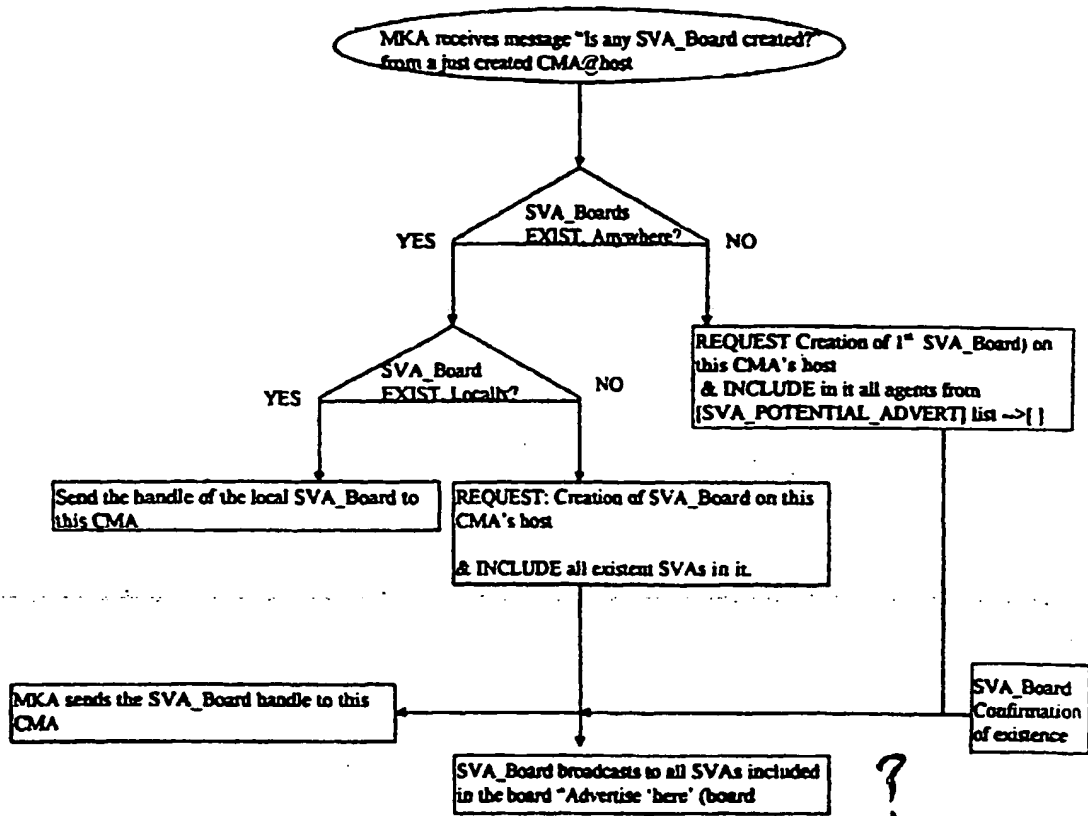 MKA receives message "Is any SVA_Board created?"
from a just created CMA@host
SVA_Boards
EXIST Anywhere?
YES
NO
SVA_Board
EXIST Locally?
YES
NO
REQUEST Creation of 1st SVA_Board) on
this CMA's host
& INCLUDE in it all agents from
[SVA_POTENTIAL_ADVERT] list -->[ ]
Send the handle of the local SVA_Board to
this CMA
REQUEST: Creation of SVA_Board on this
CMA's host
& INCLUDE all existent SVAs in it.
MKA sends the SVA_Board handle to this
CMA
SVA_Board
Confirmation
of existence
SVA_Board broadcasts to all SVAs included
in the board "Advertise 'here' (board
?